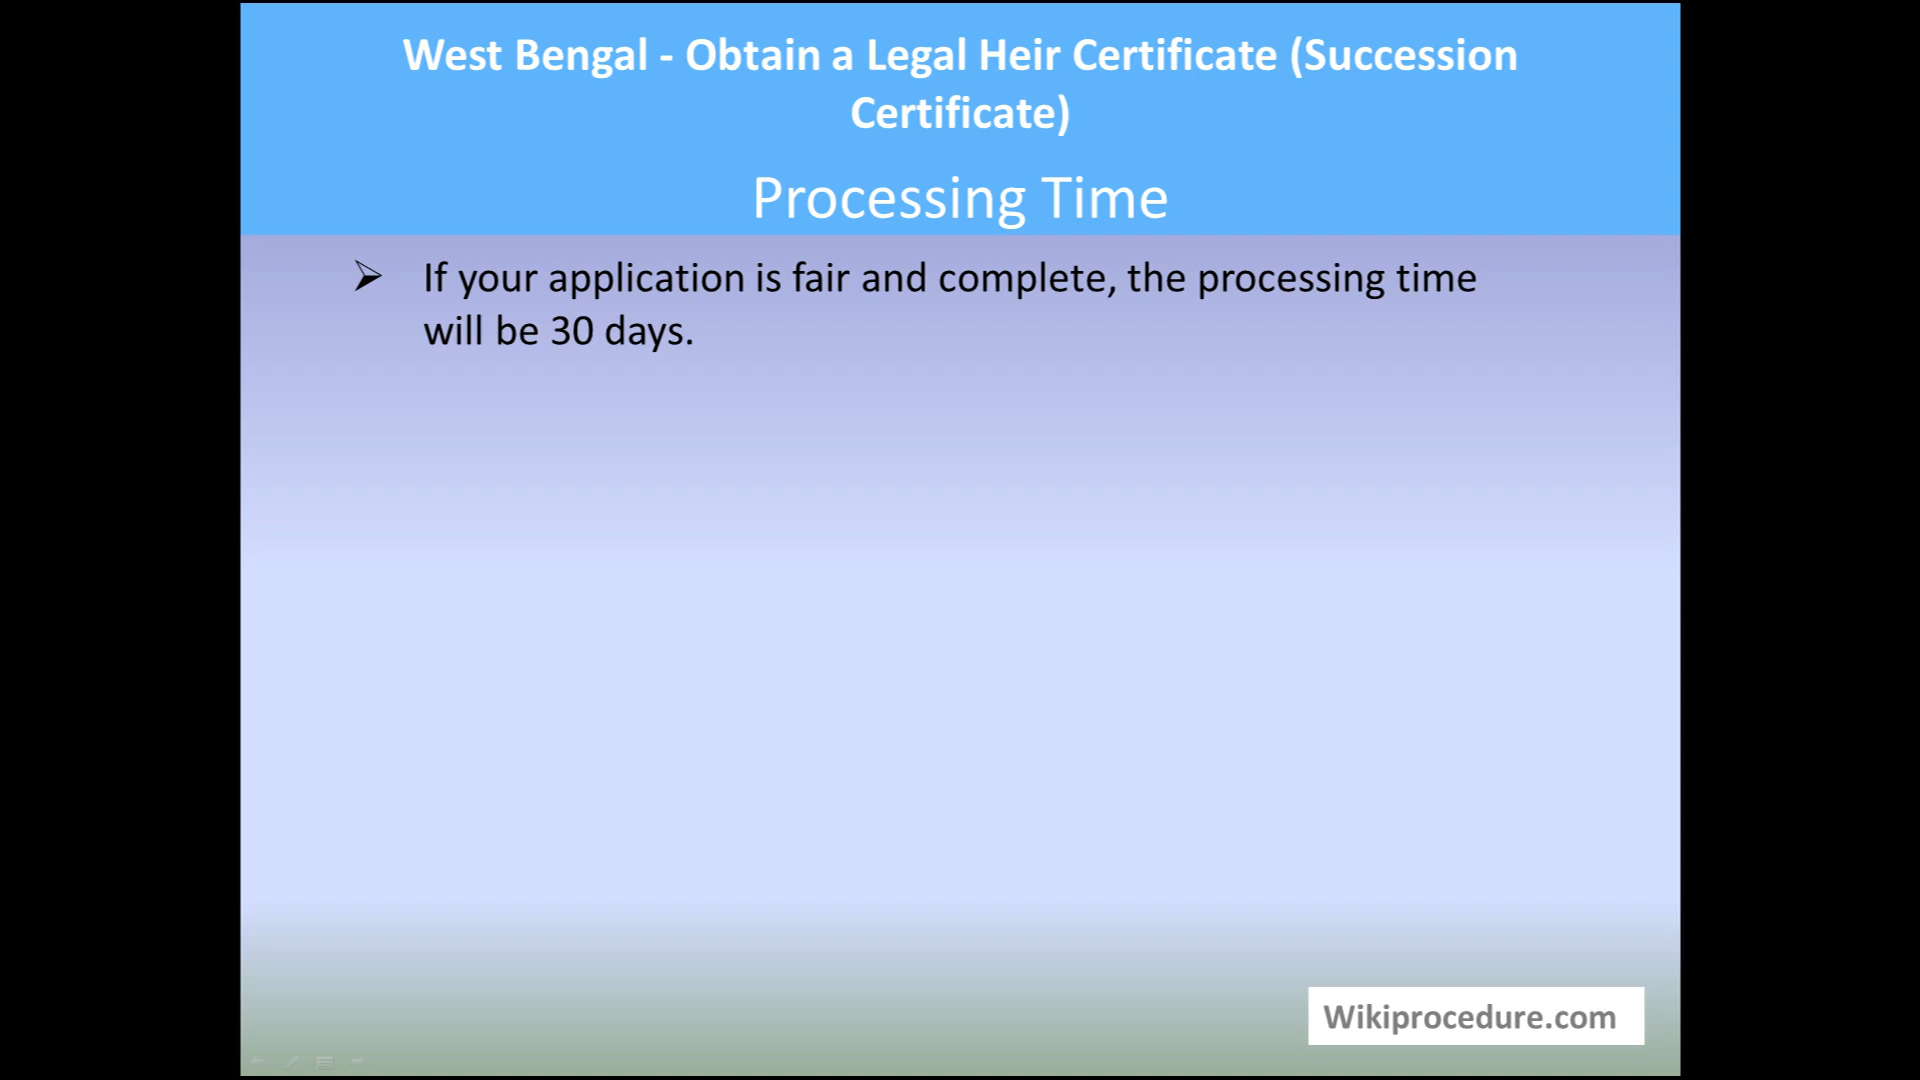 West Bengal - Obtain a Legal Heir Certificate (Succession
Certificate)
Processing Time
If your application is fair and complete, the processing time
will be 30 days.
Wikiprocedure.com